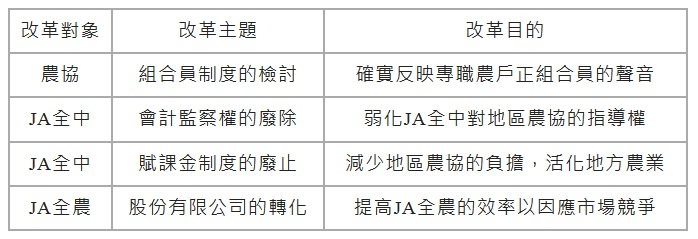 改革對象 改革主題 改革目的
農協 組合員制度的檢討 確實反映專職農戶正組合員的聲音
JA全中 會計監察權的廢除 弱化JA全中對地區農協的指導權
JA全中 賦課金制度的廢止 減少地區農協的負擔，活化地方農業
JA全農 股份有限公司的轉化 提高JA全農的效率以因應市場競爭